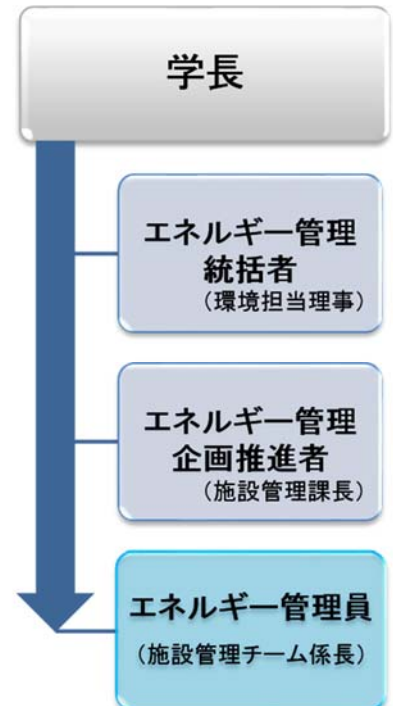 学長
エネルギー管理
統括者
（環境担当理事）
エネルギー管理
企画推進者
（施設管理課長）
エネルギー管理員
（施設管理チーム係長）